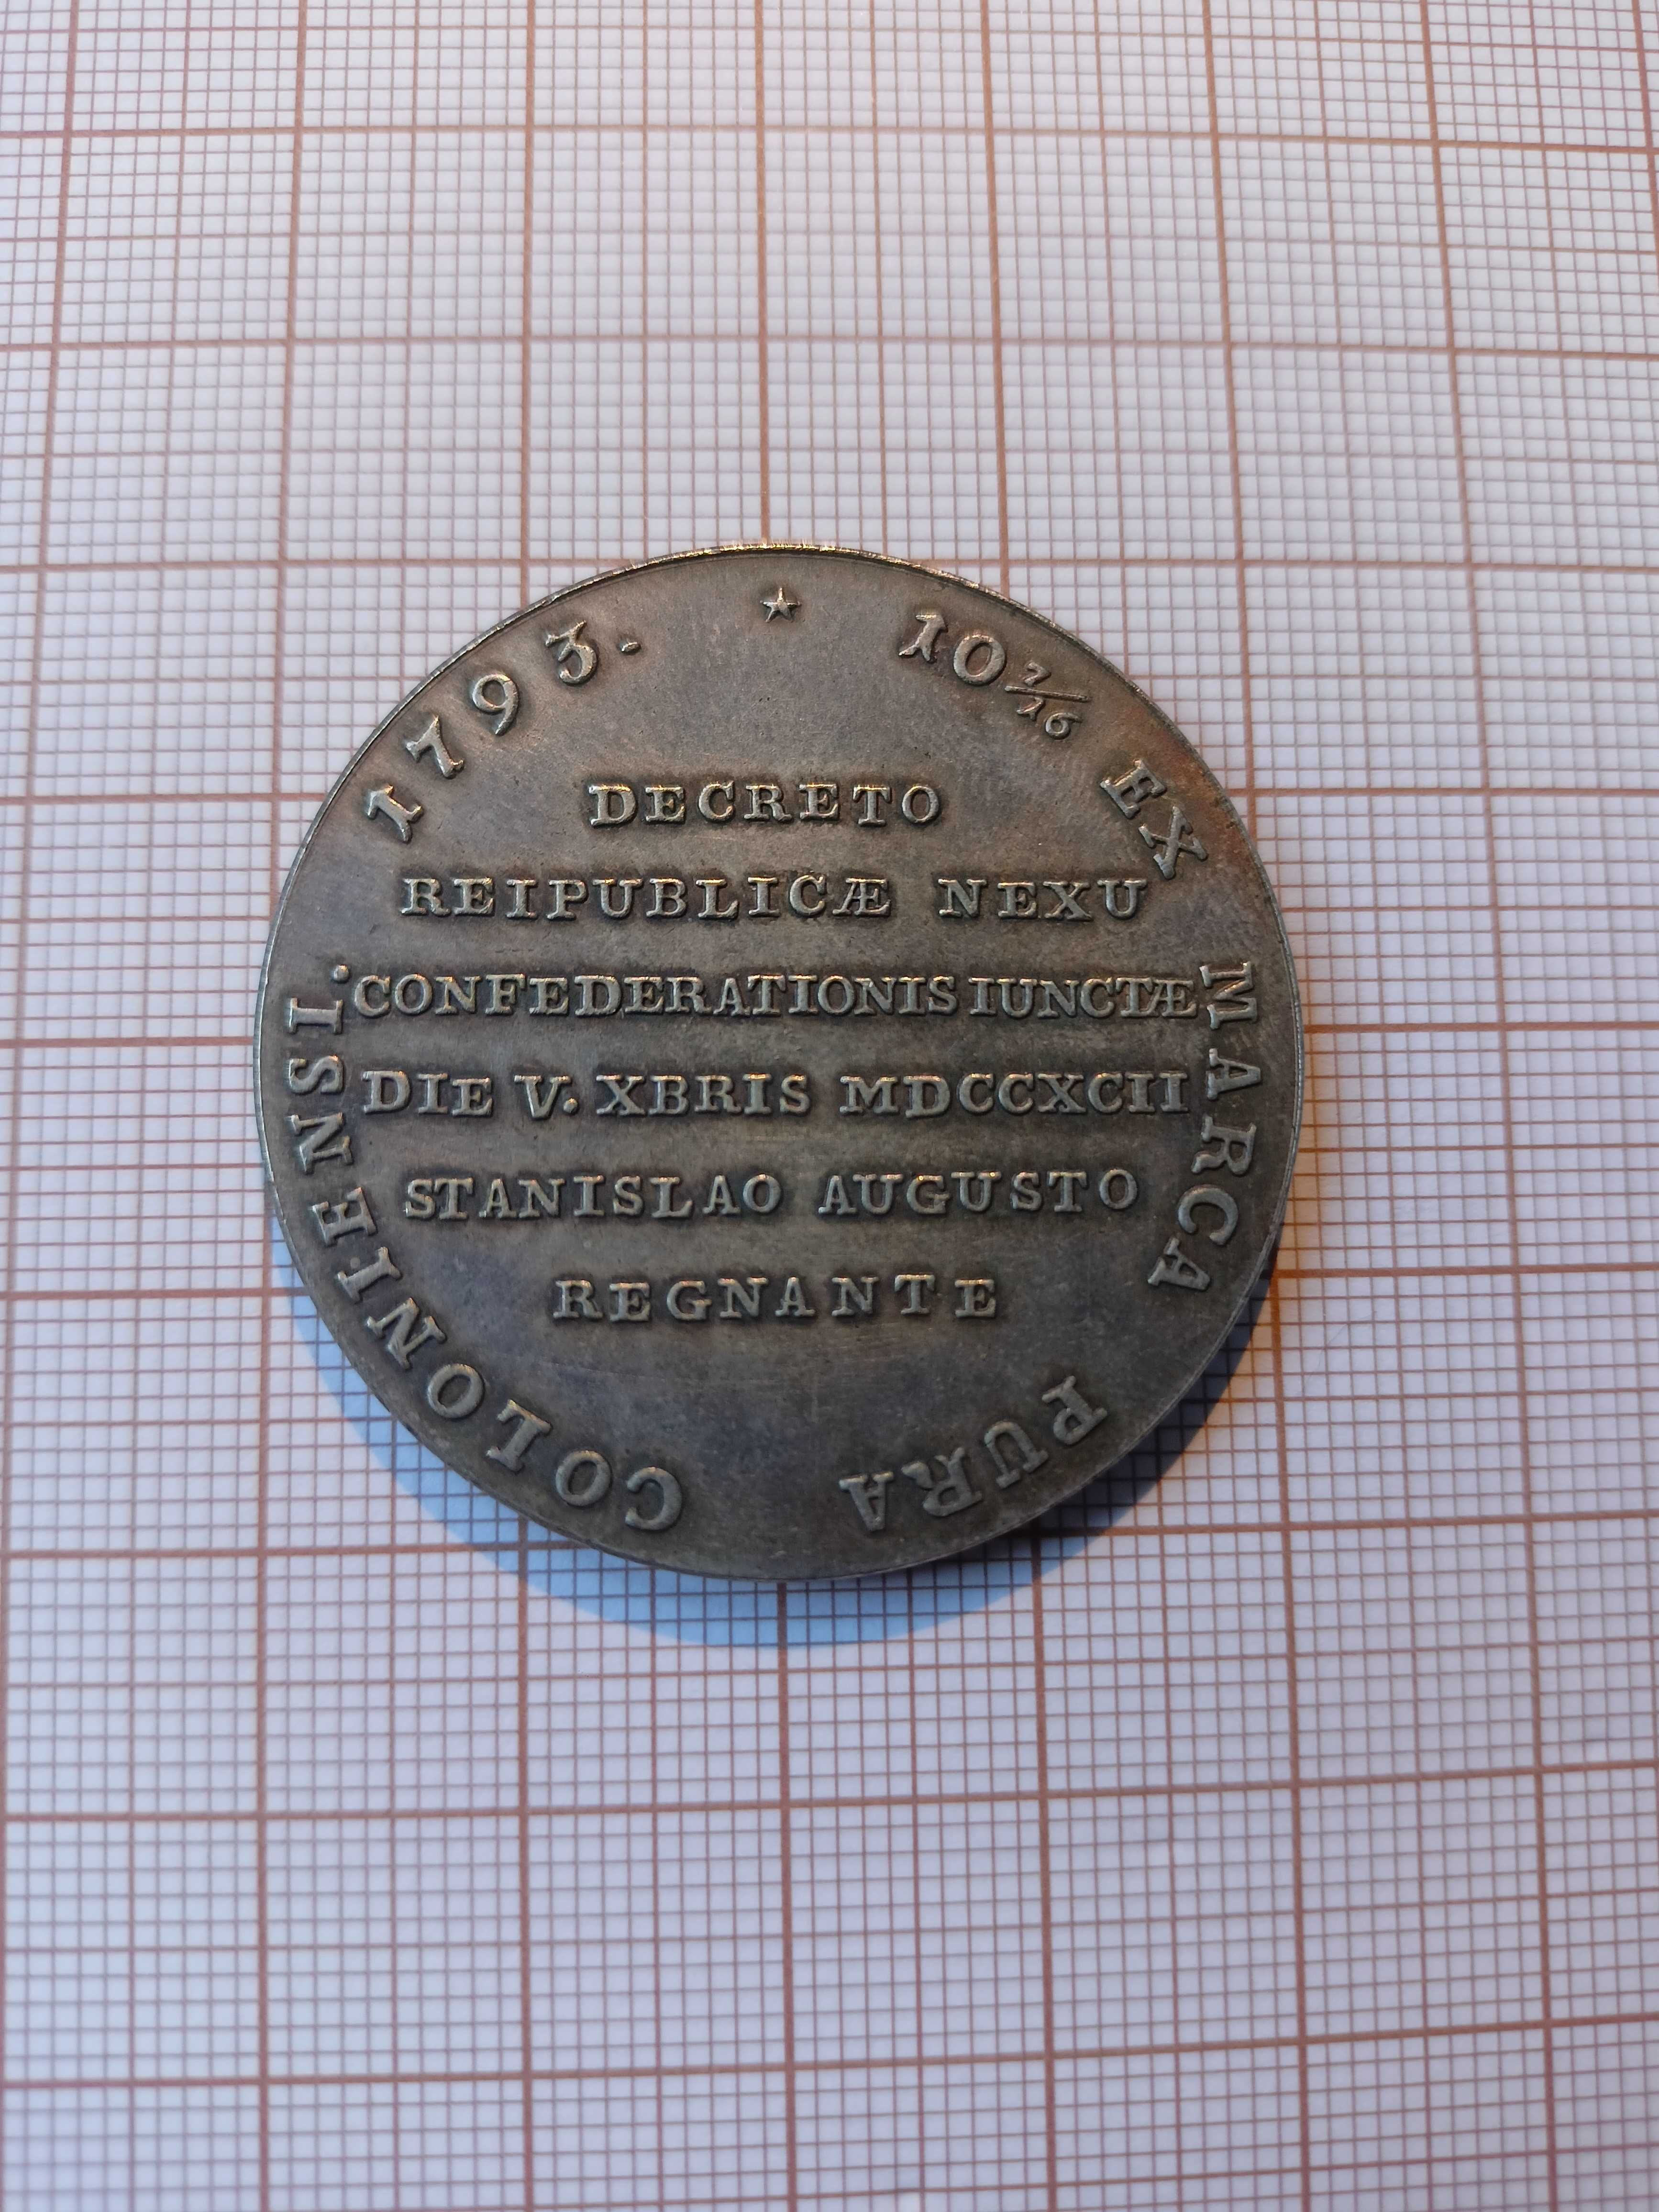 ★ 10 7/16 EX MARCA PURA COLONIENSI. 1793.
DECRETO
REIPUBLICÆ NEXU
CONFEDERATIONIS IUNCTÆ
DIE V. XBRIS MDCCXCII
STANISLAO AUGUSTO
REGNANTE